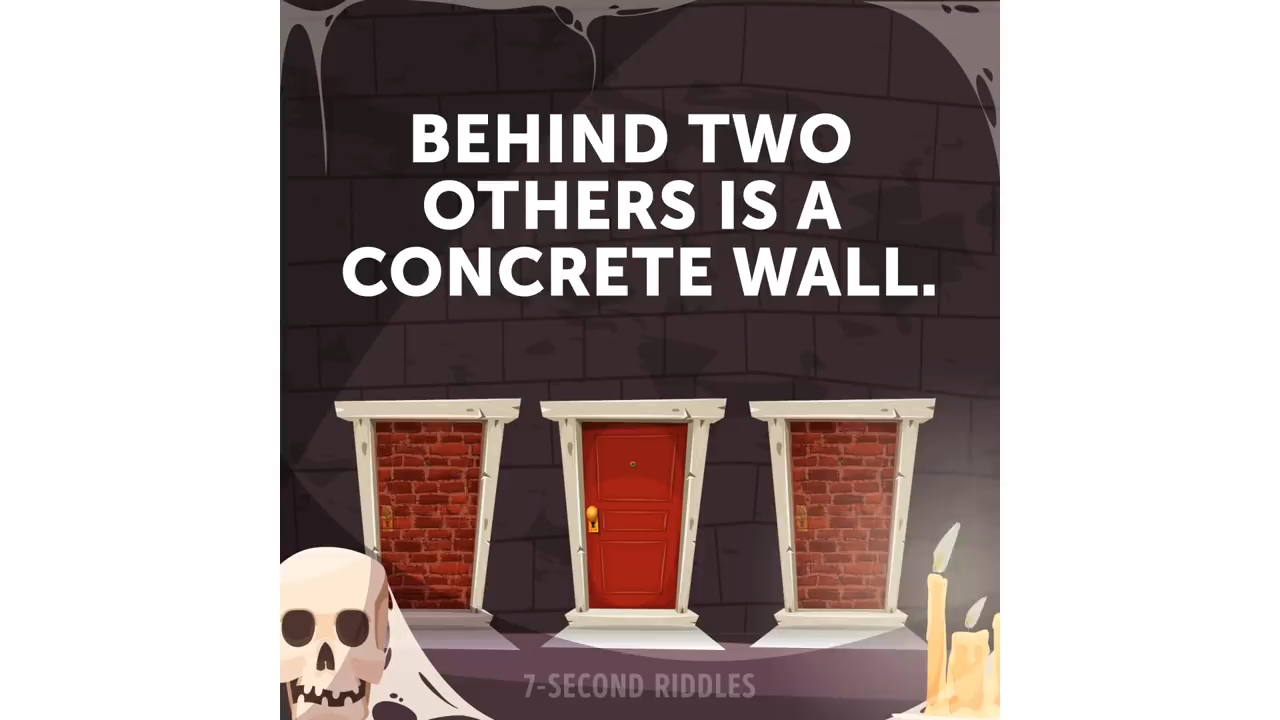 BEHIND TWO
OTHERS IS A
CONCRETE WALL.
7-SECOND RIDDLES